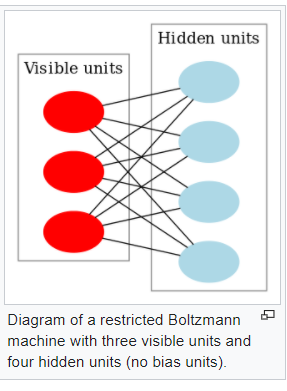 Hidden units
Visible units
Diagram of a restricted Boltzmann
machine with three visible units and
four hidden units (no bias units).